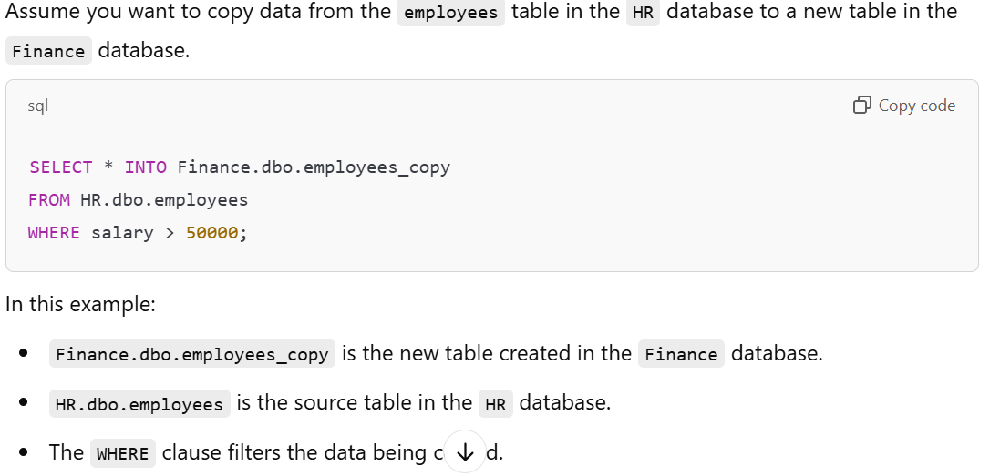 Assume you want to copy data from the employees table in the HR database to a new table in the
Finance database.
sql
Copy code
SELECT * INTO Finance.dbo.employees_copy
FROM HR.dbo.employees
WHERE salary > 50000;
In this example:
Finance.dbo.employees_copy is the new table created in the Finance database.
HR.dbo.employees is the source table in the HR database.
The WHERE clause filters the data being